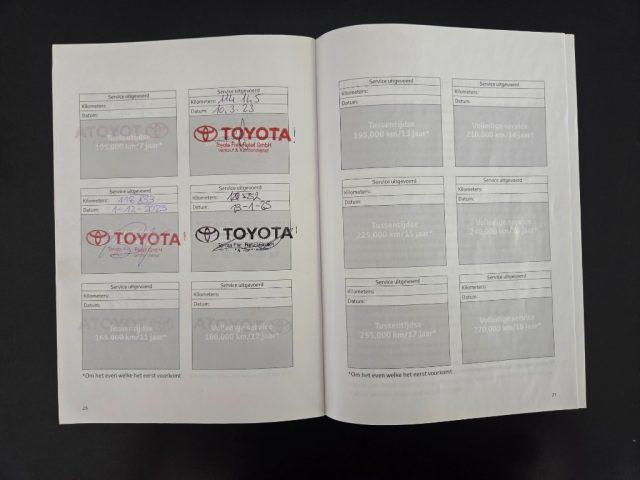 Service uitgevoerd
Kilometers:
Datum:
Tussentijdse
105,000 km/7 jaar*
Service uitgevoerd
Kilometers: 114 145
Datum: 10.3.23
TOYOTA
Service uitgevoerd
Kilometers:
Datum: 1-12-2023
TOYOTA
Service uitgevoerd
Kilometers:
Datum:
TOYOTA
Service uitgevoerd
Kilometers:
Datum:
Tussentijdse
165,000 km/11 jaar*
Service uitgevoerd
Kilometers:
Datum:
Volledige service
180,000 km/12 jaar*
*Om het even welke het eerst voorkomt
Service uitgevoerd
Kilometers:
Datum:
Tussentijdse
195,000 km/13 jaar*
Service uitgevoerd
Kilometers:
Datum:
Volledige service
210,000 km/14 jaar*
Service uitgevoerd
Kilometers:
Datum:
Tussentijdse
225,000 km/15 jaar*
Service uitgevoerd
Kilometers:
Datum:
Volledige service
240,000 km/16 jaar*
Service uitgevoerd
Kilometers:
Datum:
Tussentijdse
255,000 km/17 jaar*
Service uitgevoerd
Kilometers:
Datum:
Volledige service
270,000 km/18 jaar*
*Om het even welke het eerst voorkomt
21